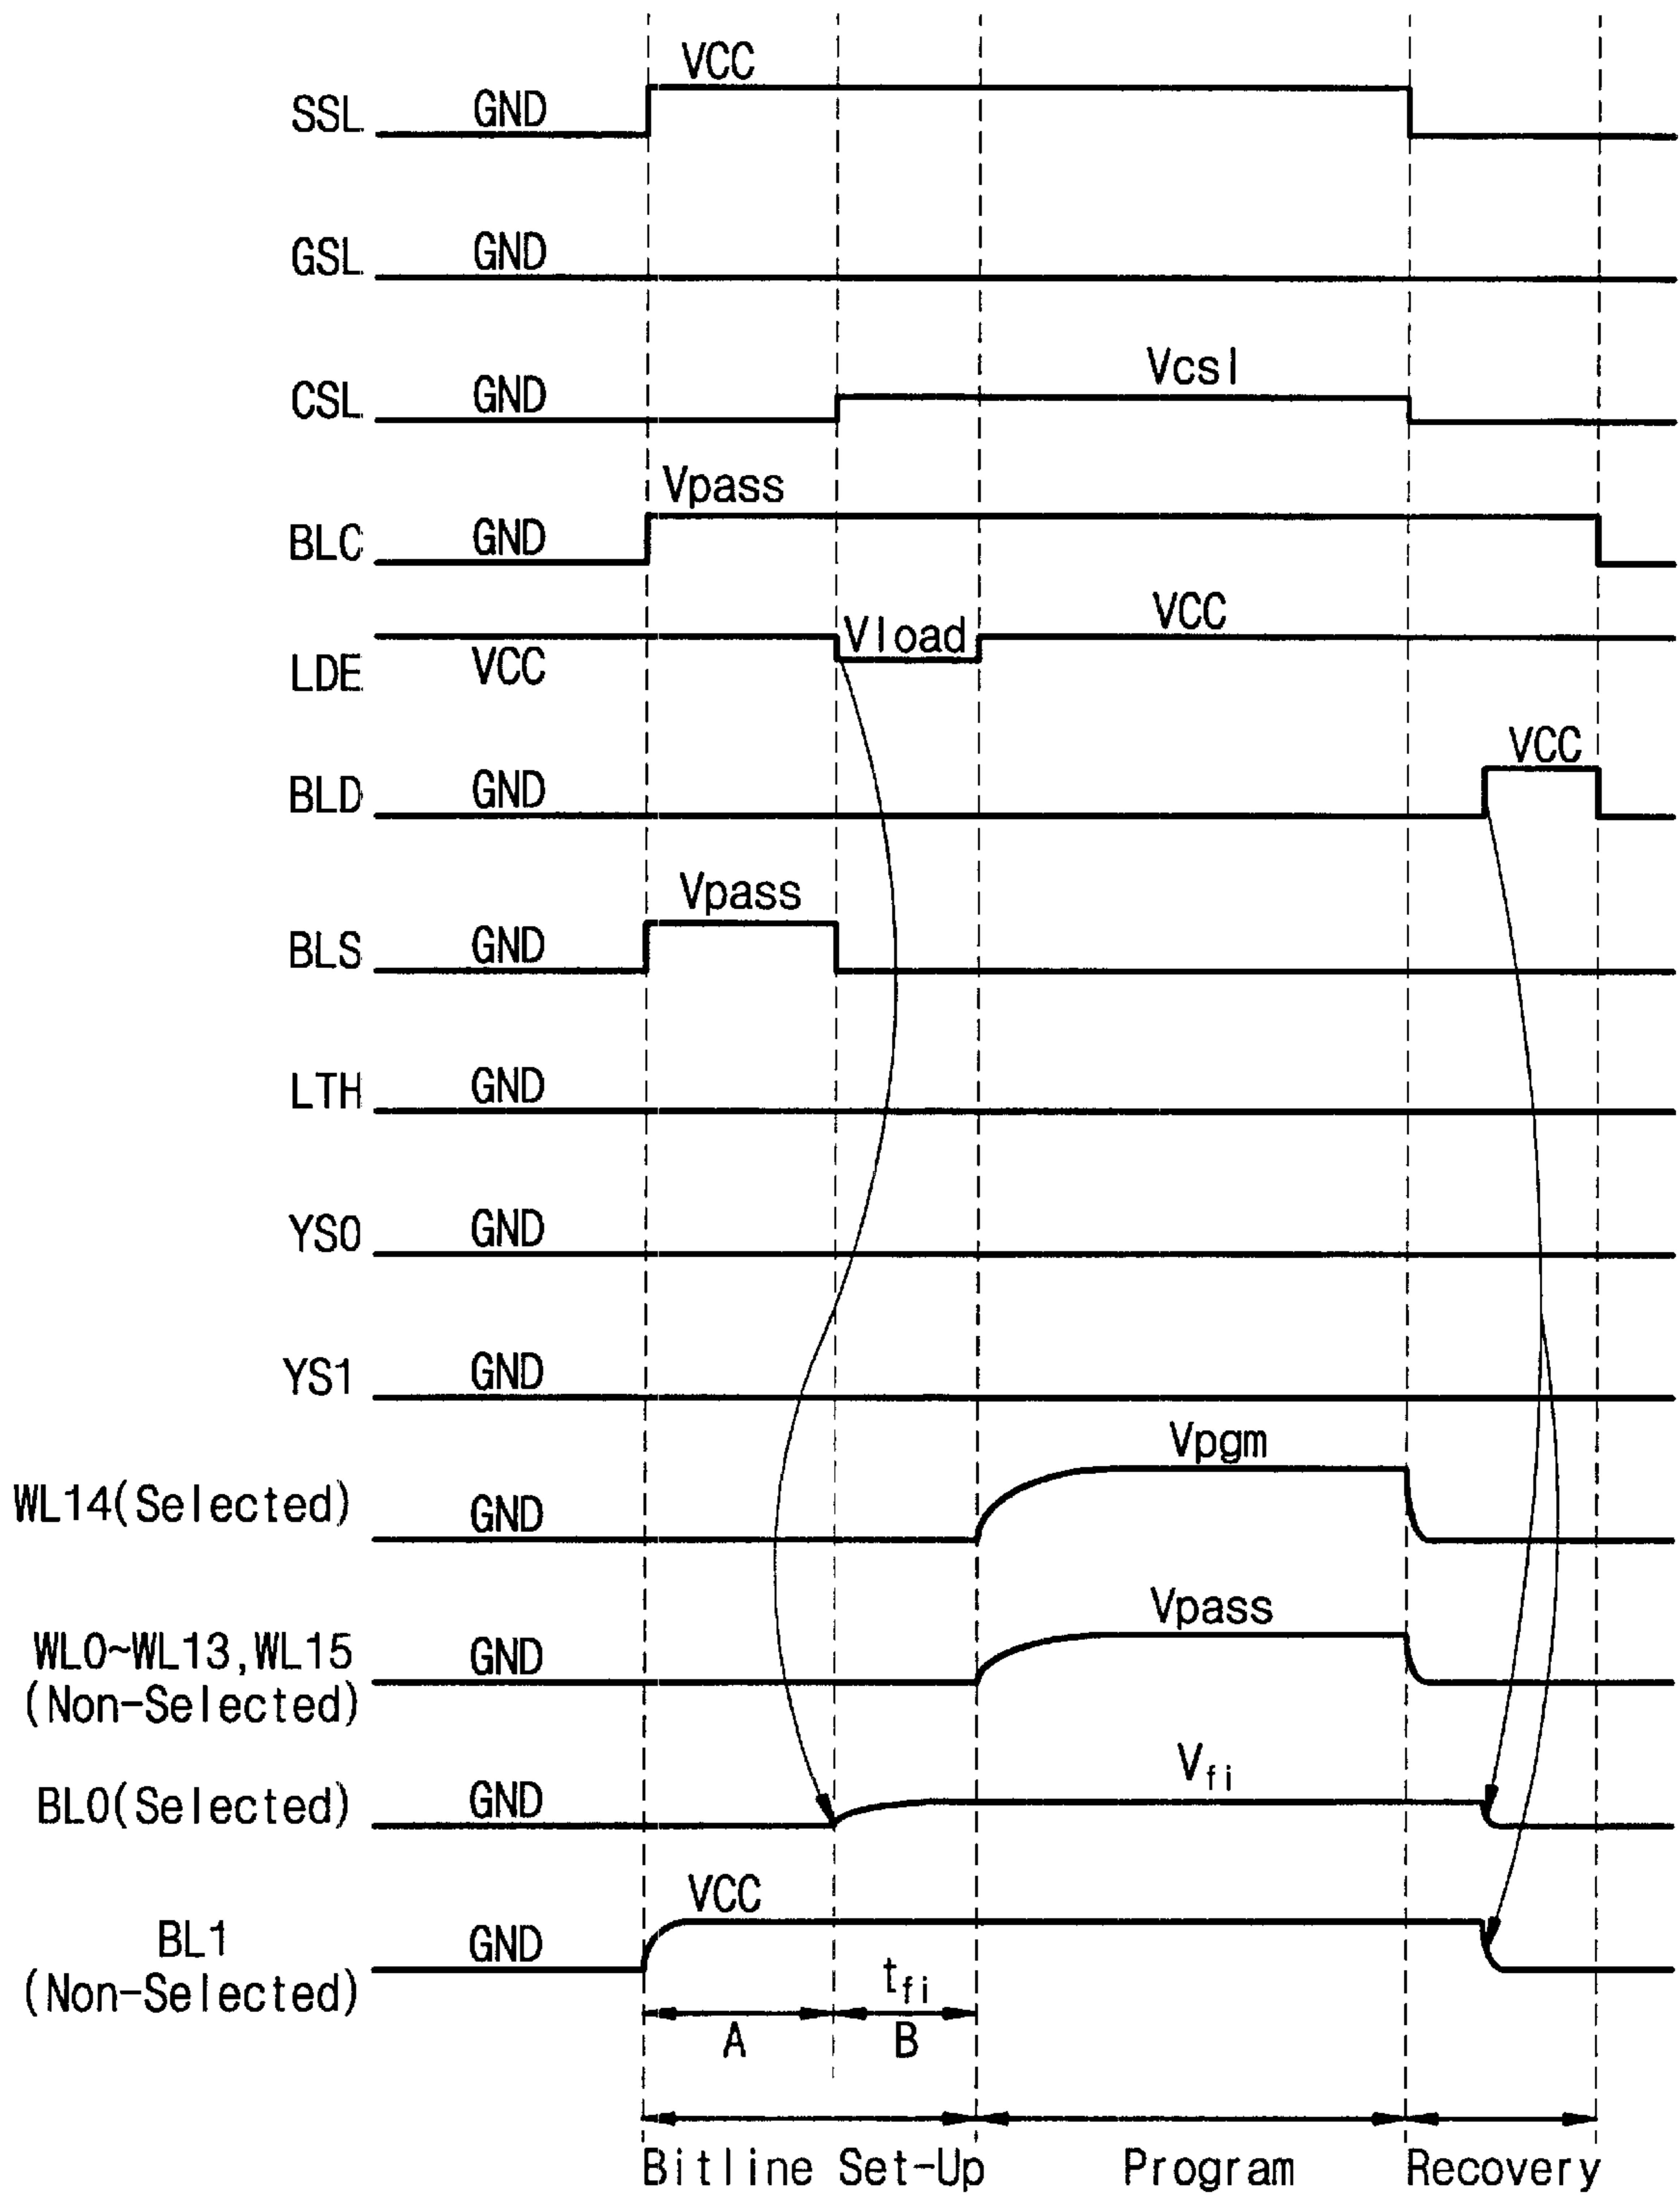 VCC
SSL GND
GSL GND
Vcsl
CSL GND
Vpass
BLC GND
VCC
Vload
LDE VCC
VCC
BLD GND
Vpass
BLS GND
LTH GND
YS0 GND
YS1 GND
Vpgm
WL14(Selected) GND
Vpass
WL0~WL13,WL15 GND
(Non-Selected)
Vfi
BL0(Selected) GND
VCC
BL1 GND
(Non-Selected)
tfi
A B
Bitline Set-Up Program Recovery